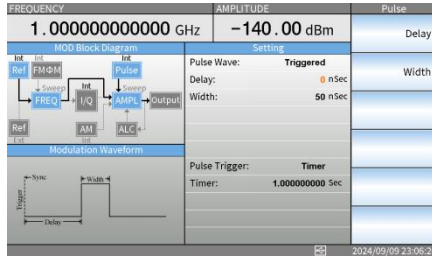 FREQUENCY
AMPLITUDE
Pulse
1.000000000000 GHz
-140.00 dBm
Delay
MOD Block Diagram
Setting
Int
Int
Int
Ref
FMΦM
Pulse
Sweep
Sweep
FREQ
I/Q
AMPL
Output
Int
Ref
AM
ALC
Ext
Int
Pulse Wave: Triggered
Delay: 0 nSec
Width: 50 nSec
Width
Modulation Waveform
Sync
Width
Trigger
Delay
Pulse Trigger: Timer
Timer: 1.000000000 Sec
2024/09/09 23:06:2